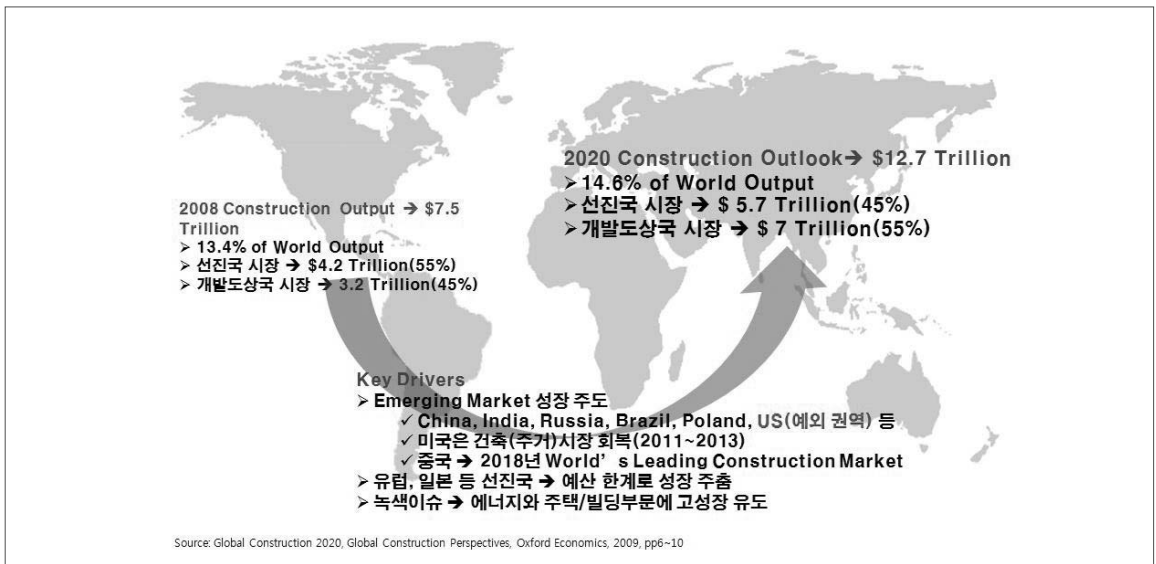 2008 Construction Output ➔ $7.5
Trillion
➢ 13.4% of World Output
➢ 선진국 시장 ➔ $4.2 Trillion(55%)
➢ 개발도상국 시장 ➔ 3.2 Trillion(45%)
2020 Construction Outlook➔ $12.7 Trillion
➢ 14.6% of World Output
➢ 선진국 시장 ➔ $ 5.7 Trillion(45%)
➢ 개발도상국 시장 ➔ $ 7 Trillion(55%)
Key Drivers
➢ Emerging Market 성장 주도
✓ China, India, Russia, Brazil, Poland, US(예외 권역) 등
✓ 미국은 건축(주거)시장 회복(2011~2013)
✓ 중국 ➔ 2018년 World's Leading Construction Market
➢ 유럽, 일본 등 선진국 ➔ 예산 한계로 성장 주춤
➢ 녹색이슈 ➔ 에너지와 주택/빌딩부문에 고성장 유도
Source: Global Construction 2020, Global Construction Perspectives, Oxford Economics, 2009, pp6~10